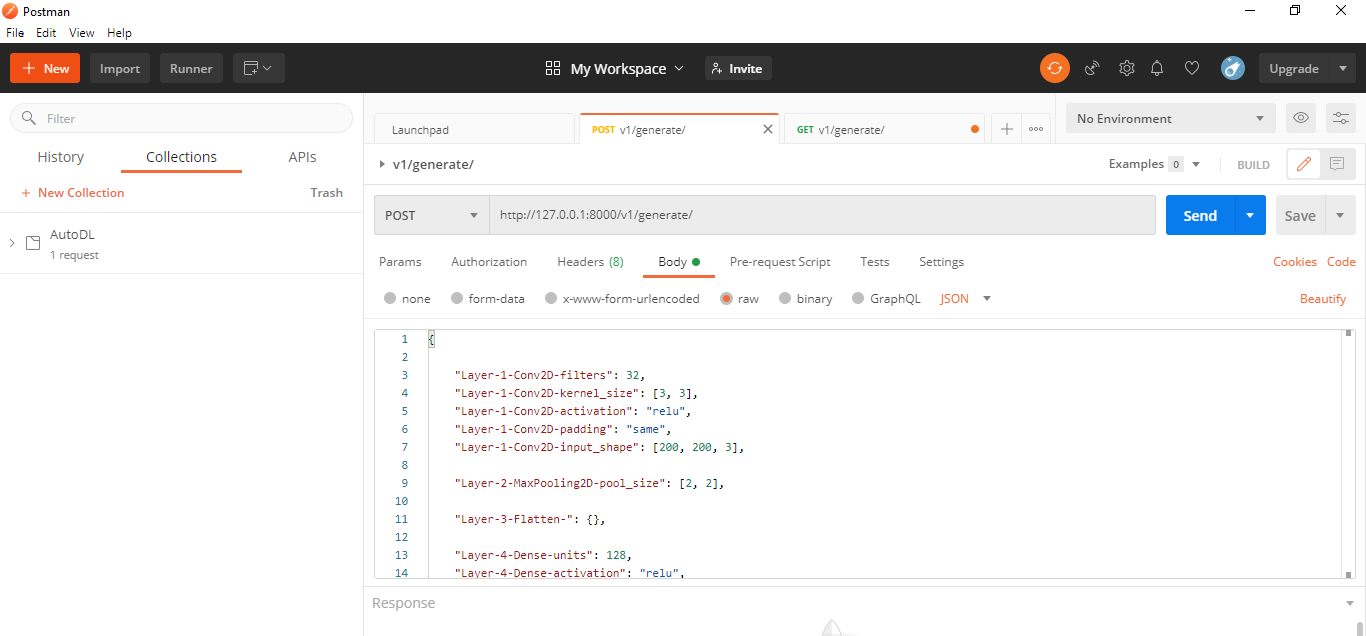 Postman
File Edit View Help
+ New Import Runner My Workspace Invite Upgrade
Filter
History Collections APIs
+ New Collection Trash
AutoDL
1 request
Launchpad POST v1/generate/ GET v1/generate/ No Environment
v1/generate/ Examples 0 BUILD
POST http://127.0.0.1:8000/v1/generate/ Send Save
Params Authorization Headers (8) Body Pre-request Script Tests Settings Cookies Code
none form-data x-www-form-urlencoded raw binary GraphQL JSON Beautify
1 {
2
3 "Layer-1-Conv2D-filters": 32,
4 "Layer-1-Conv2D-kernel_size": [3, 3],
5 "Layer-1-Conv2D-activation": "relu",
6 "Layer-1-Conv2D-padding": "same",
7 "Layer-1-Conv2D-input_shape": [200, 200, 3],
8
9 "Layer-2-MaxPooling2D-pool_size": [2, 2],
10
11 "Layer-3-Flatten-": {},
12
13 "Layer-4-Dense-units": 128,
14 "Layer-4-Dense-activation": "relu",
Response